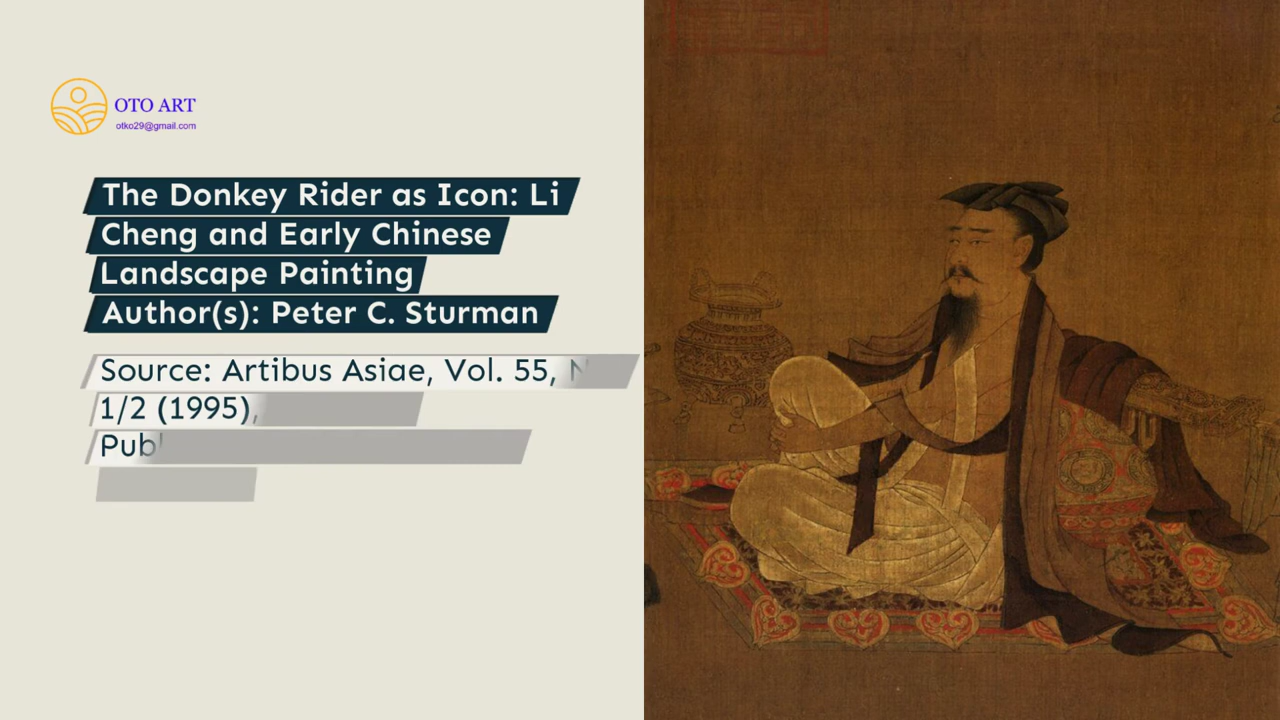 OTO ART
otko29@gmail.com
The Donkey Rider as Icon: Li
Cheng and Early Chinese
Landscape Painting
Author(s): Peter C. Sturman
Source: Artibus Asiae, Vol. 55,
1/2 (1995),